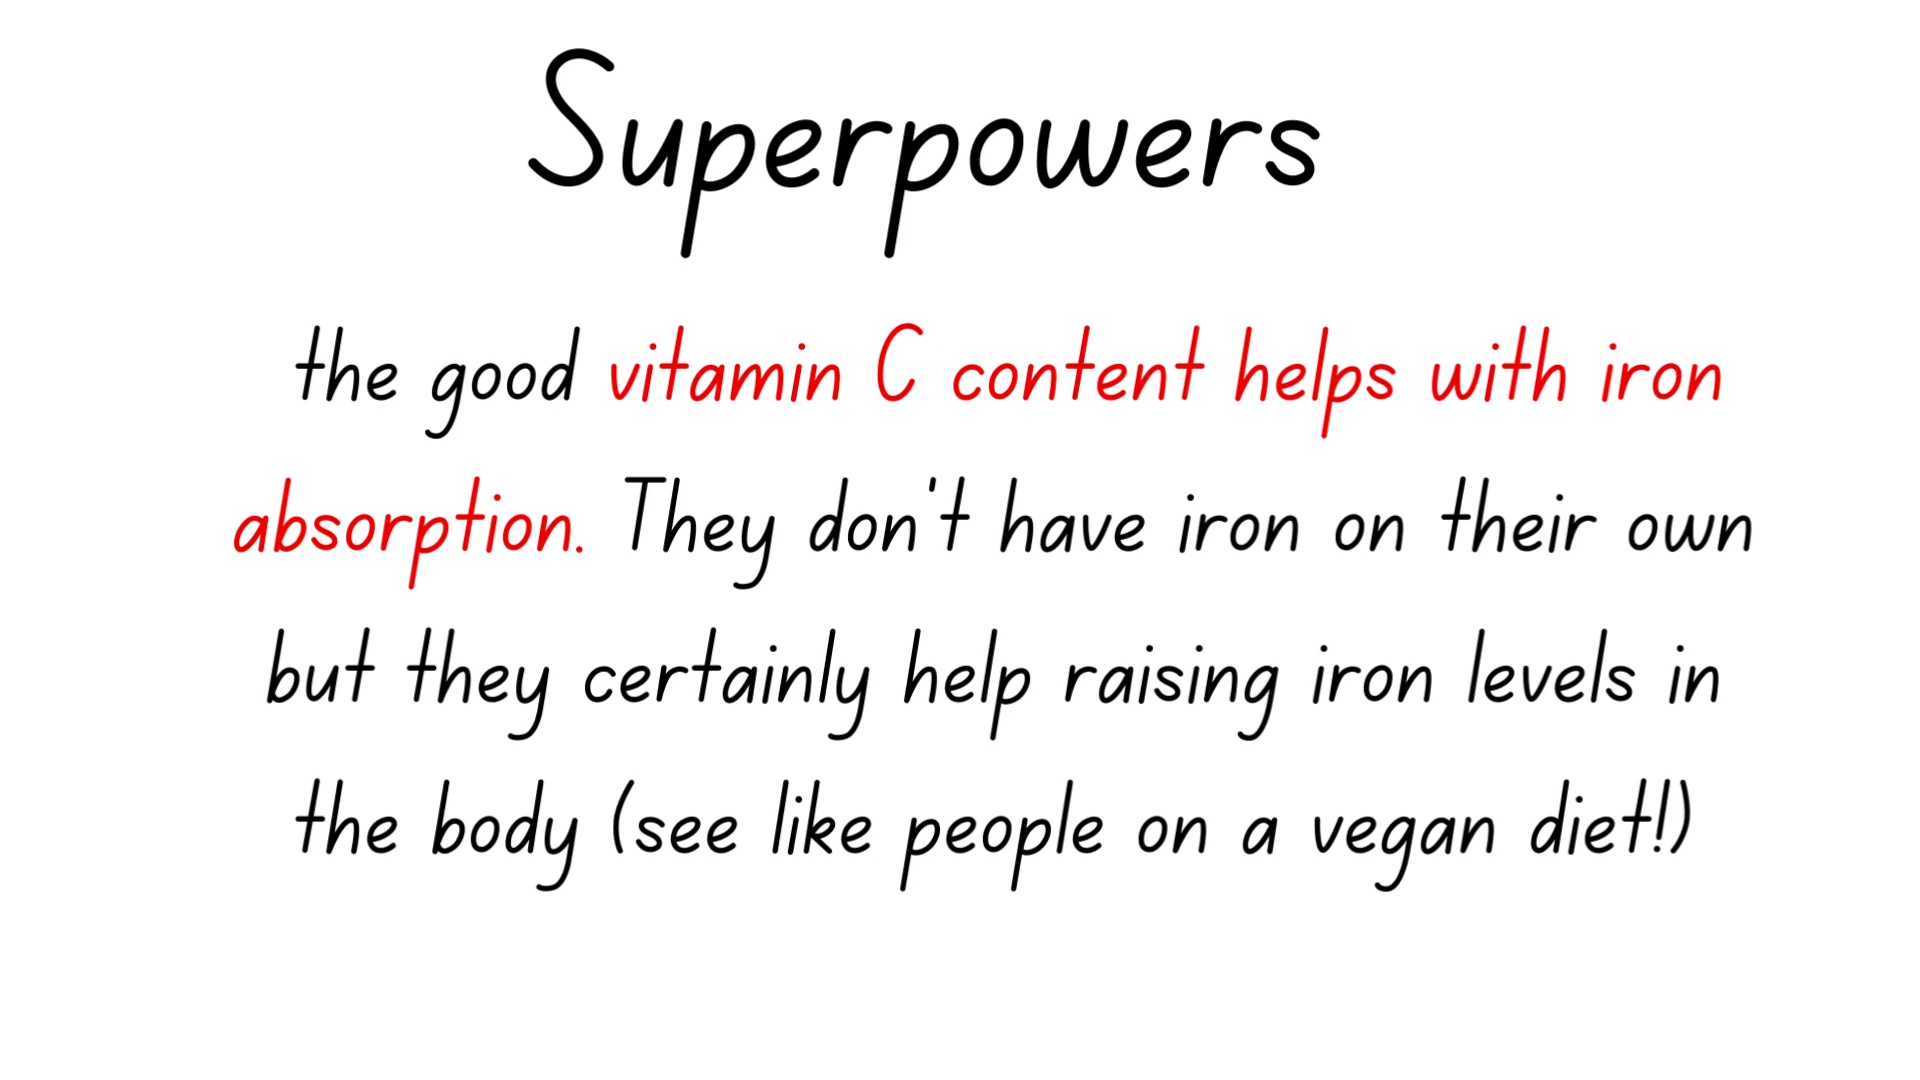 Superpowers
the good vitamin C content helps with iron
absorption. They don't have iron on their own
but they certainly help raising iron levels in
the body (see like people on a vegan diet!)